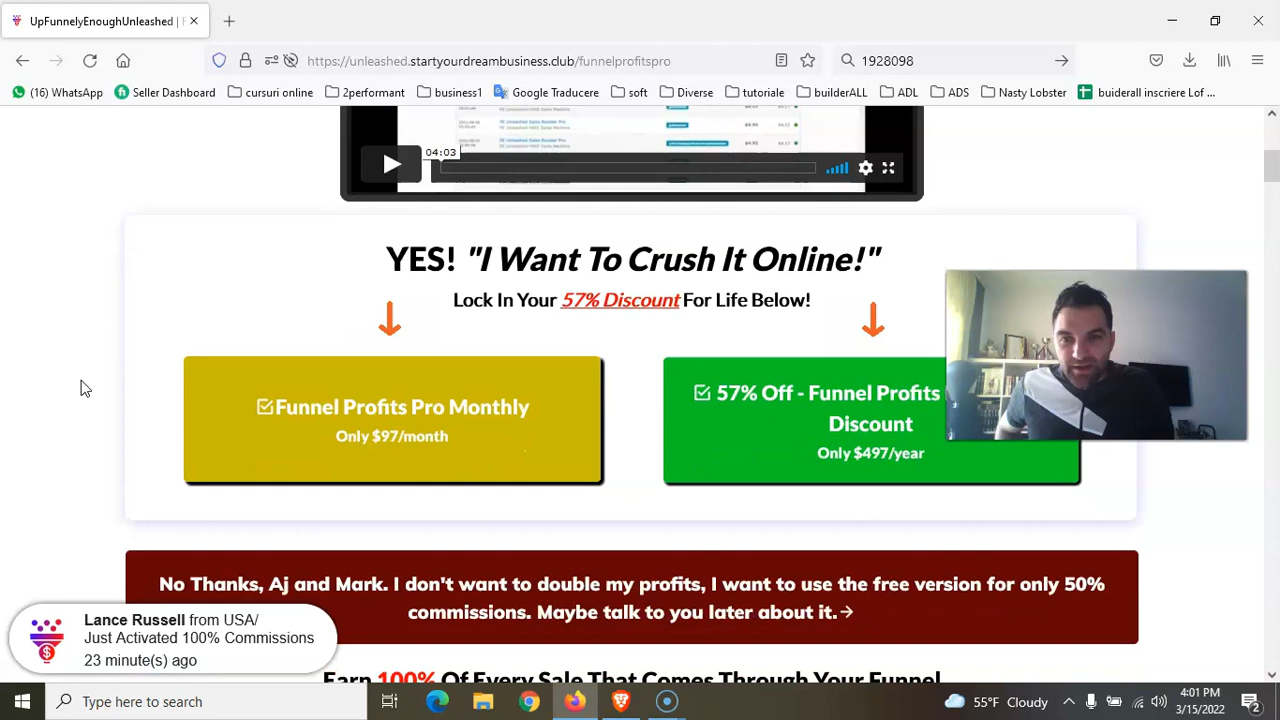 UpFunnelyEnoughUnleashed | F
https://unleashed.startyourdreambusiness.club/funnelprofitspro
1928098
(16) WhatsApp
Seller Dashboard
cursuri online
2performant
business1
Google Traducere
soft
Diverse
tutoriale
builderALL
ADL
ADS
Nasty Lobster
buiderall inscriere Lof ...
04:03
YES! "I Want To Crush It Online!"
Lock In Your 57% Discount For Life Below!
Funnel Profits Pro Monthly
Only $97/month
57% Off - Funnel Profits
Discount
Only $497/year
No Thanks, Aj and Mark. I don't want to double my profits, I want to use the free version for only 50%
commissions. Maybe talk to you later about it.→
Lance Russell from USA/
Just Activated 100% Commissions
23 minute(s) ago
Earn 100% Of Every Sale That Comes Through Your Funnel
Type here to search
55°F Cloudy
4:01 PM
3/15/2022
2